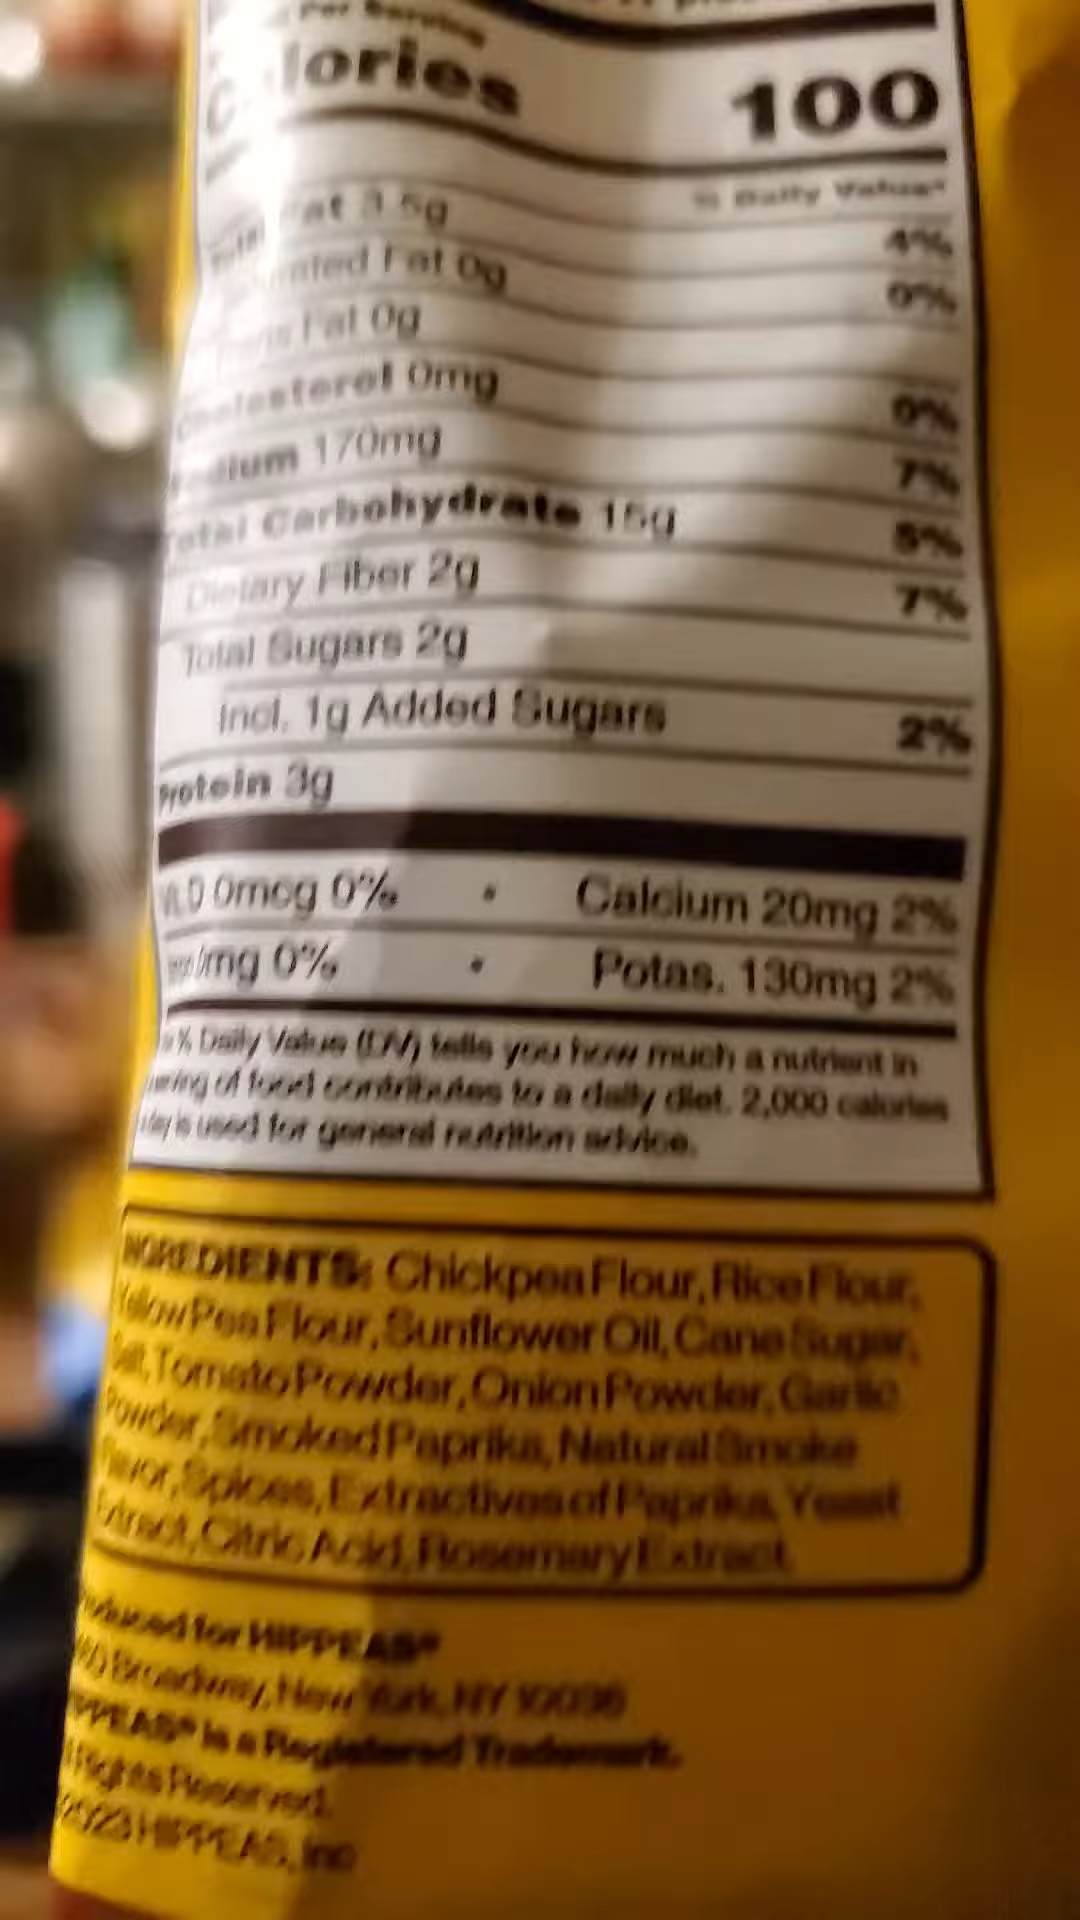 Per Serving
Calories 100
% Daily Value*
Total Fat 3.5g 4%
Saturated Fat 0g 0%
Trans Fat 0g
Cholesterol 0mg 0%
Sodium 170mg 7%
Total Carbohydrate 15g 5%
Dietary Fiber 2g 7%
Total Sugars 2g
Incl. 1g Added Sugars 2%
Protein 3g
Vit. D 0mcg 0% • Calcium 20mg 2%
mg 0% • Potas. 130mg 2%
% Daily Value (DV) tells you how much a nutrient in
serving of food contributes to a daily diet. 2,000 calories
day is used for general nutrition advice.
INGREDIENTS: Chickpea Flour, Rice Flour,
Yellow Pea Flour, Sunflower Oil, Cane Sugar,
Salt, Tomato Powder, Onion Powder, Garlic
Powder, Smoked Paprika, Natural Smoke
Flavor, Spices, Extractives of Paprika, Yeast
Extract, Citric Acid, Rosemary Extract.
Produced for HIPPEAS®
Broadway, New York, NY 10036
HIPPEAS® is a Registered Trademark.
All Rights Reserved.
2023 HIPPEAS, Inc